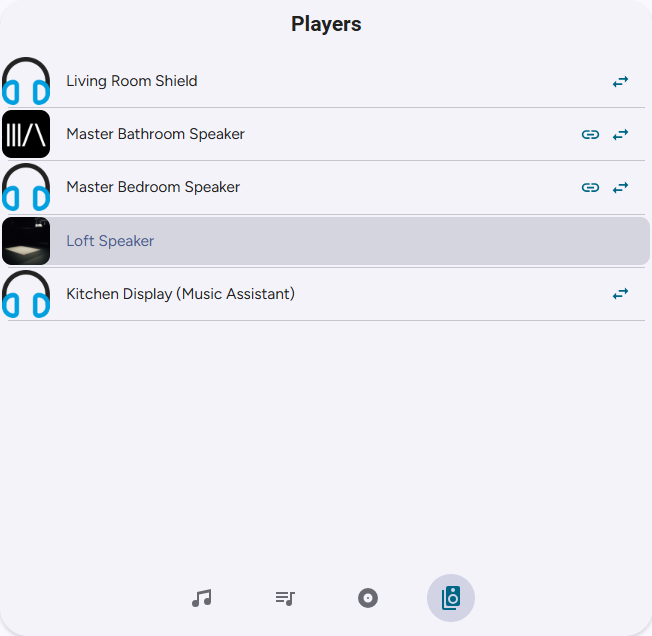 Players
Living Room Shield
Master Bathroom Speaker
Master Bedroom Speaker
Loft Speaker
Kitchen Display (Music Assistant)